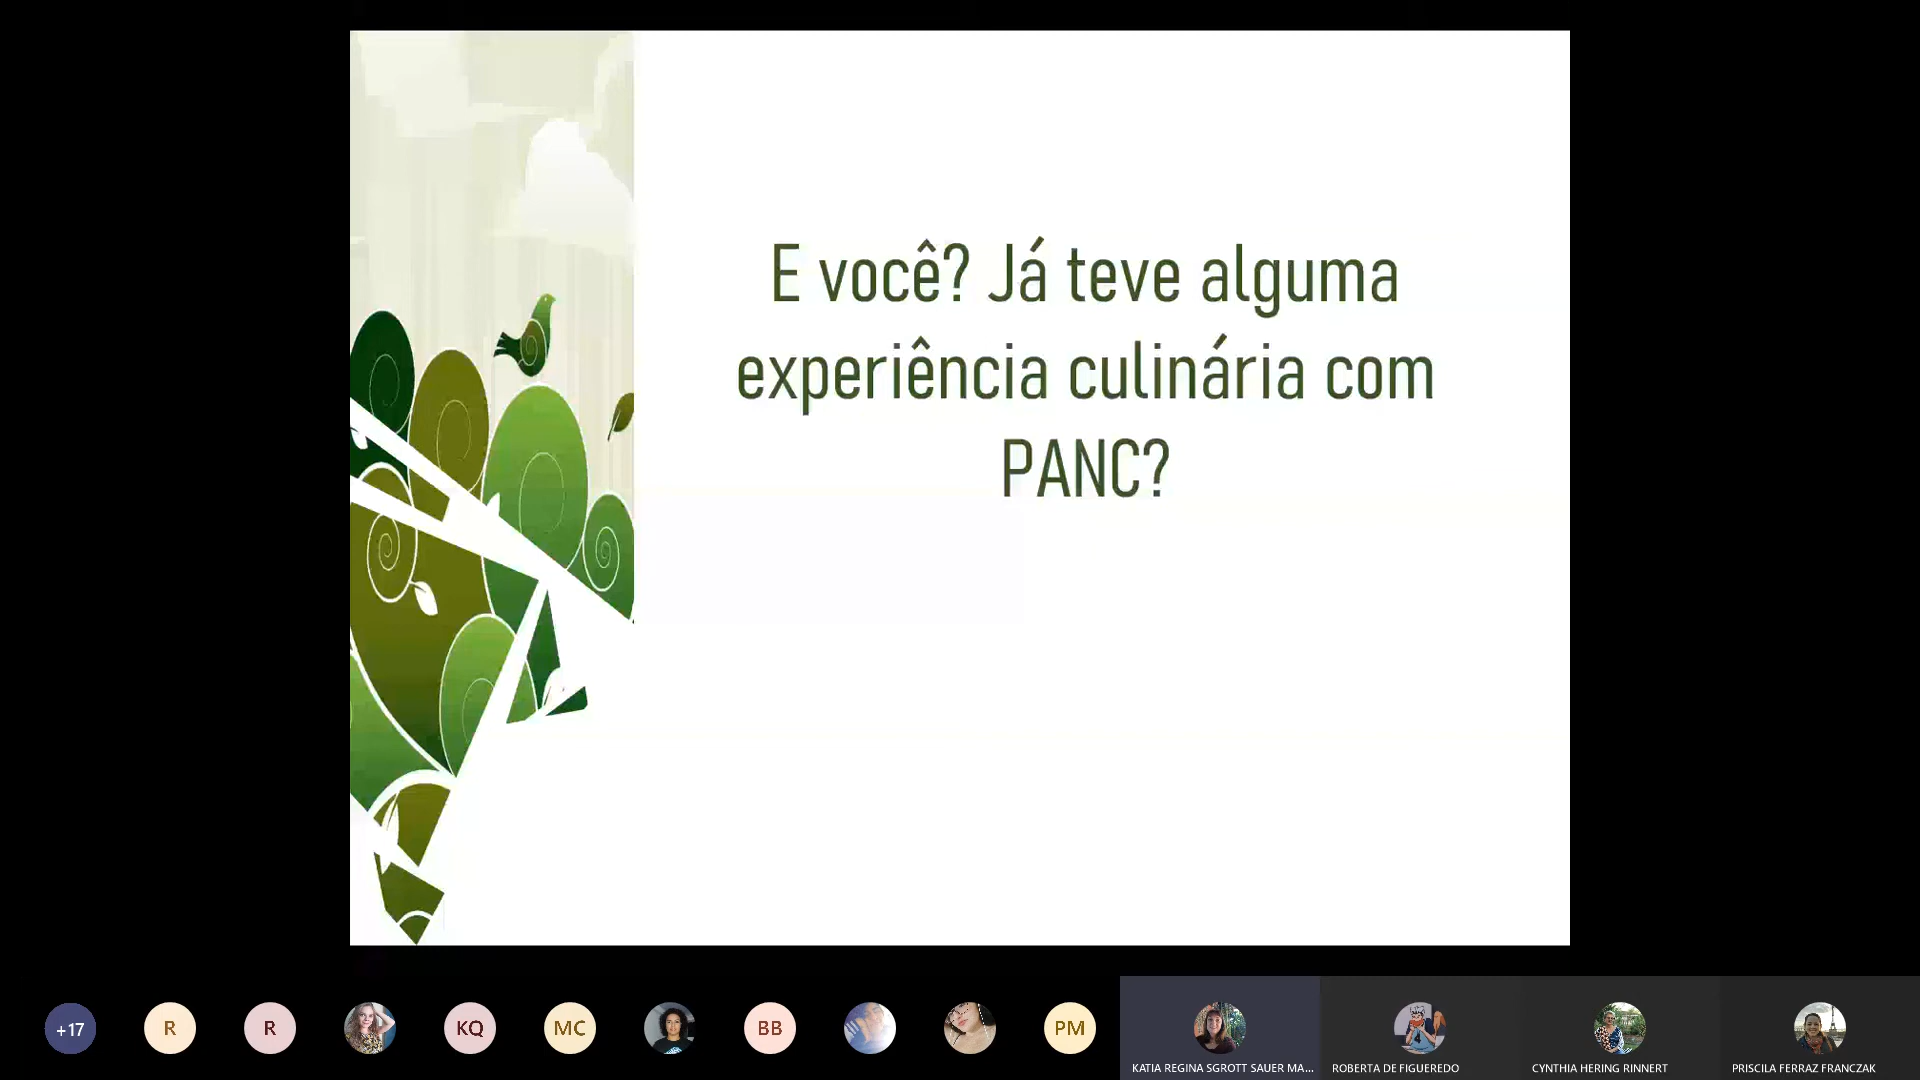 E você? Já teve alguma
experiência culinária com
PANC?
+17
R
R
KQ
MC
BB
PM
KATIA REGINA SGROTT SAUER MA...
ROBERTA DE FIGUEREDO
CYNTHIA HERING RINNERT
PRISCILA FERRAZ FRANCZAK